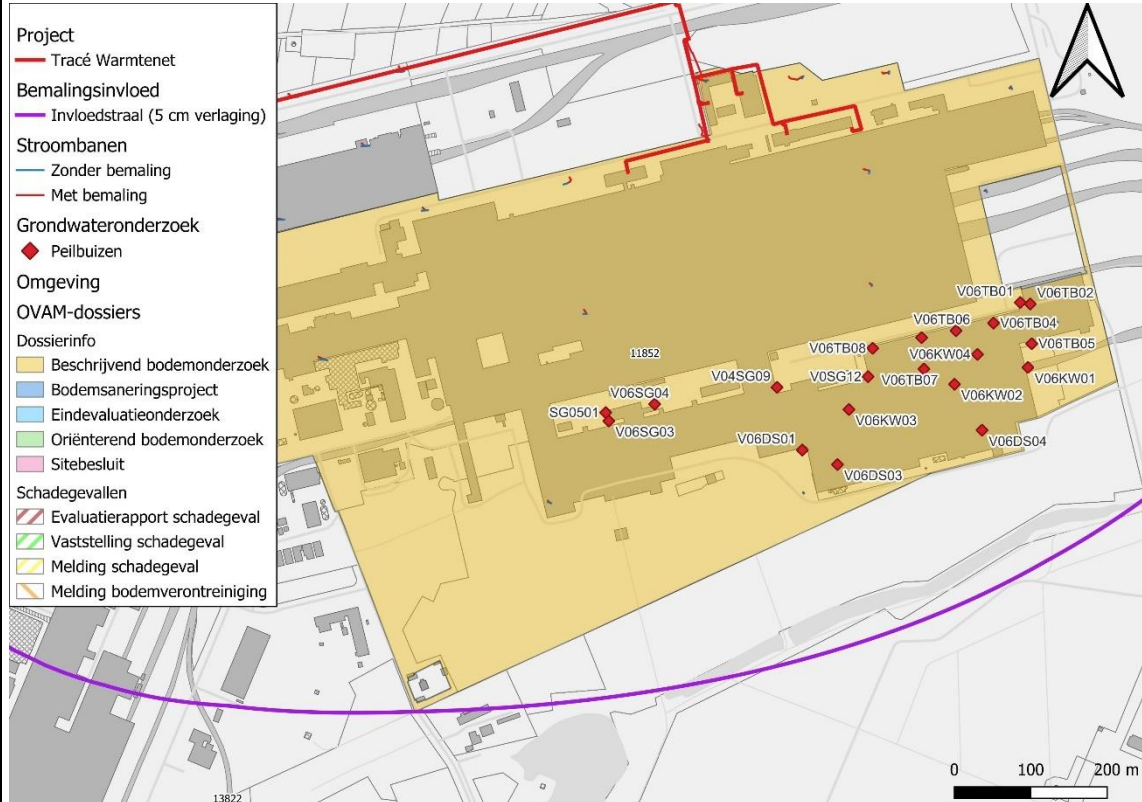 Project
Tracé Warmtenet
Bemalingsinvloed
Invloedstraal (5 cm verlaging)
Stroombanen
Zonder bemaling
Met bemaling
Grondwateronderzoek
Peilbuizen
Omgeving
OVAM-dossiers
Dossierinfo
Beschrijvend bodemonderzoek
Bodemsaneringsproject
Eindevaluatieonderzoek
Oriënterend bodemonderzoek
Sitebesluit
Schadegevallen
Evaluatierapport schadegeval
Vaststelling schadegeval
Melding schadegeval
Melding bodemverontreiniging
V06TB01
V06TB02
V06TB06
V06TB04
V06TB08
V06TB05
11852
V06KW04
V06SG04
V04SG09
V0SG12
V06TB07
V06KW01
V06KW02
SG0501
V06SG03
V06KW03
V06DS01
V06DS04
V06DS03
13822
0 100 200 m